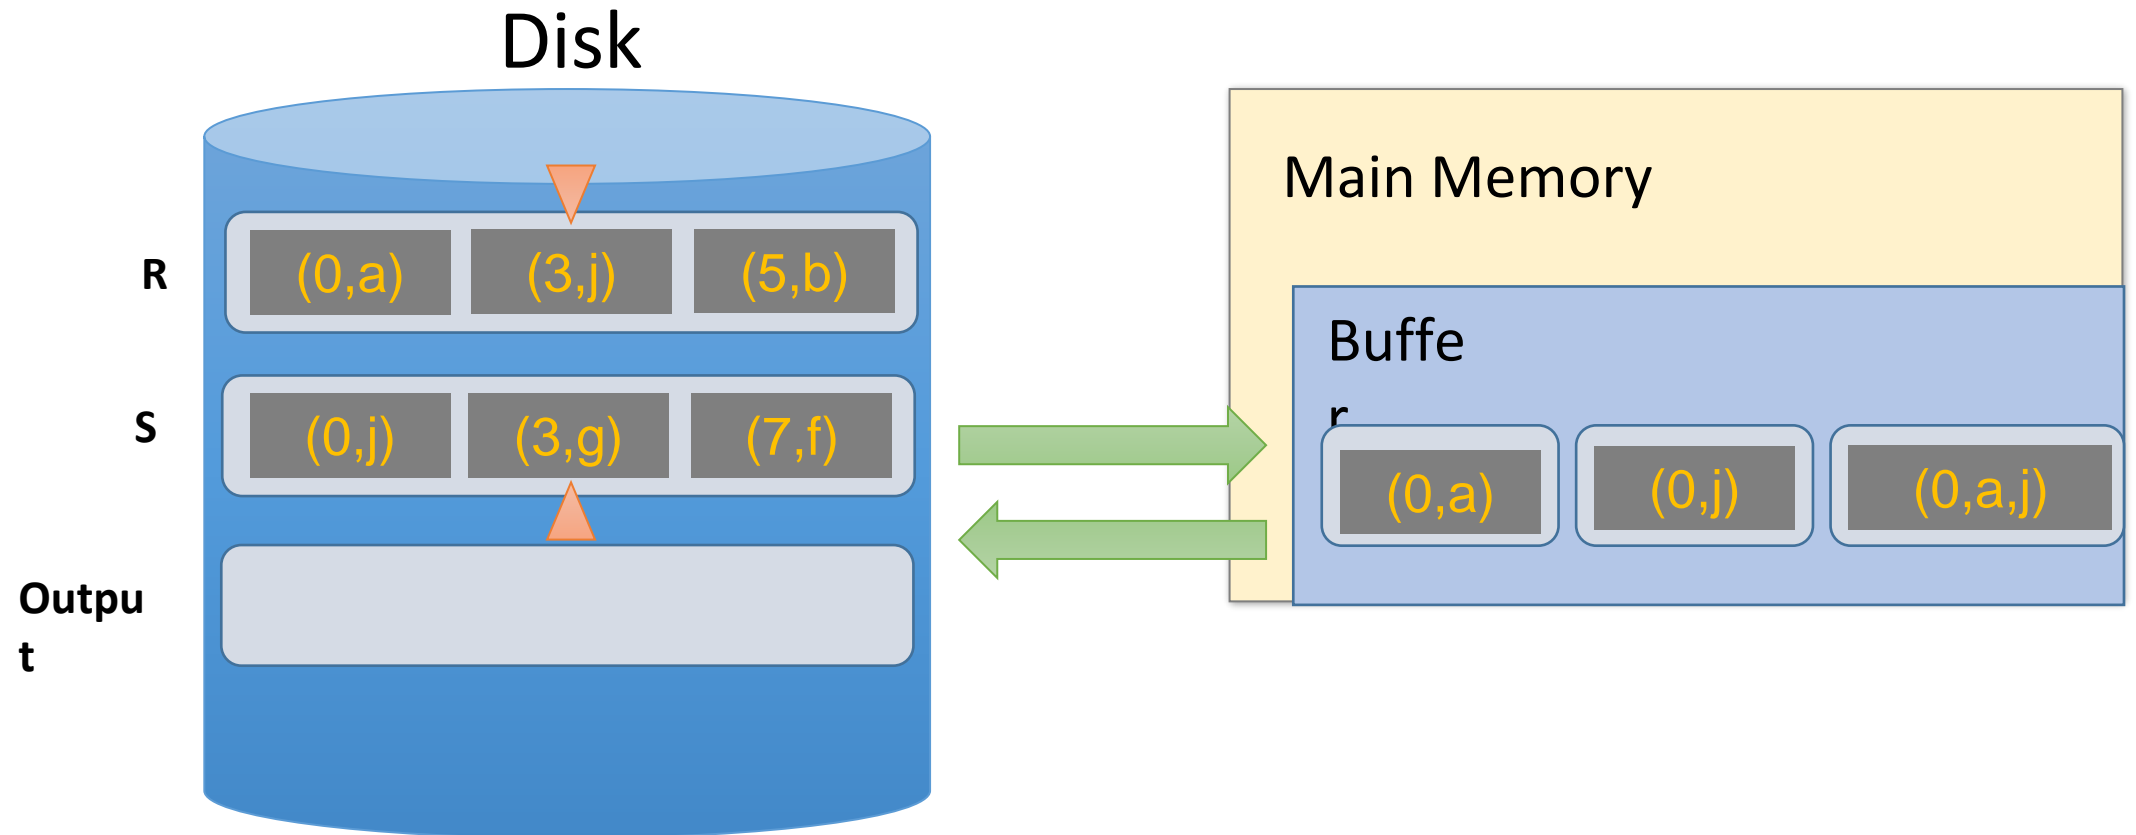 Disk
Main Memory
R
(0,a) (3,j) (5,b)
Buffe
r
S
(0,j) (3,g) (7,f)
(0,a) (0,j) (0,a,j)
Outpu
t